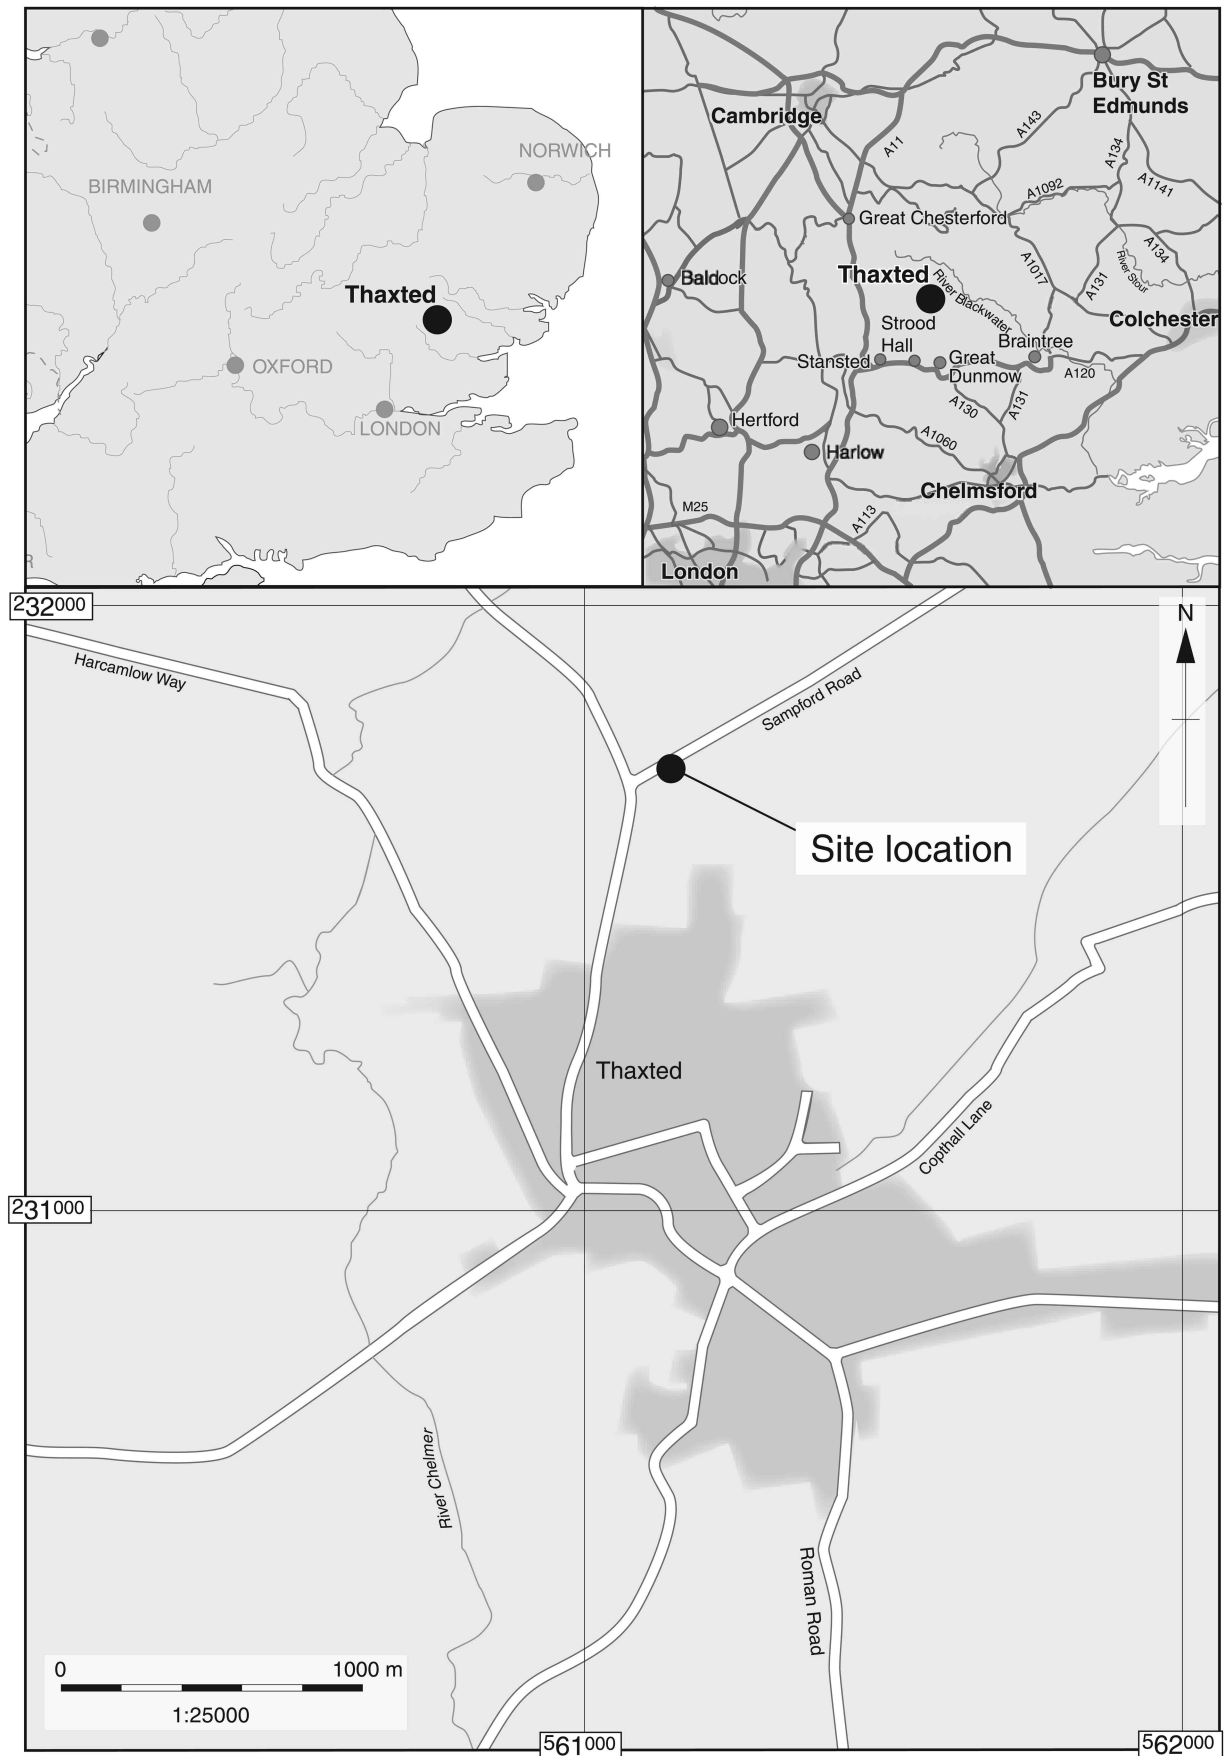 NORWICH
BIRMINGHAM
Thaxted
OXFORD
LONDON
R
Bury St
Edmunds
Cambridge
A143
A11
A134
A1092
A1141
Great Chesterford
A134
Thaxted
River Blackwater
A1017
A131
River Stour
Baldock
Colchester
Strood
Hall
Braintree
Stansted
Great
Dunmow
A120
A130
A131
Hertford
A1060
Harlow
Chelmsford
M25
A113
London
232000
N
Harcamlow Way
Sampford Road
Site location
Thaxted
Copthall Lane
231000
River Chelmer
Roman Road
0 1000 m
1:25000
561000
562000